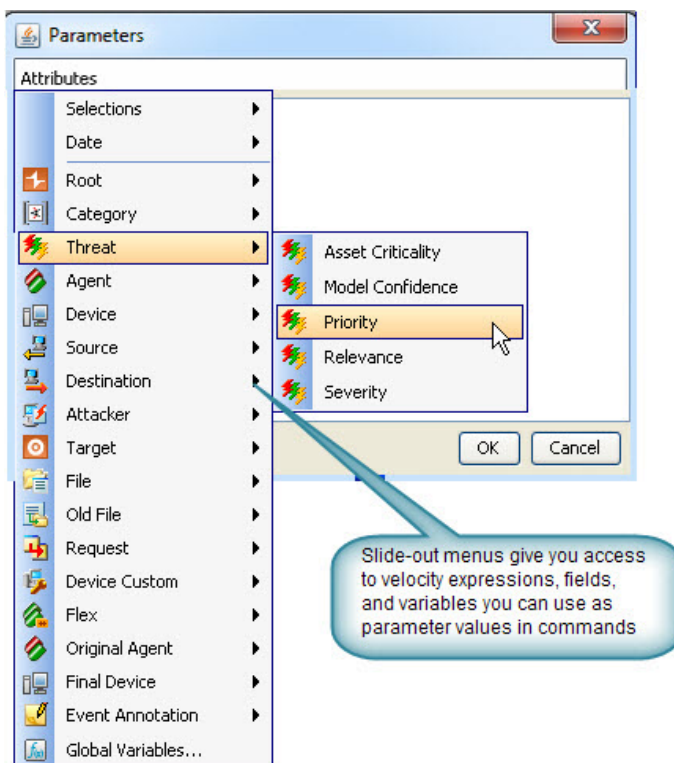 Parameters
Attributes
Selections
Date
Root
Category
Threat
Agent
Device
Source
Destination
Attacker
Target
File
Old File
Request
Device Custom
Flex
Original Agent
Final Device
Event Annotation
Global Variables...
Asset Criticality
Model Confidence
Priority
Relevance
Severity
OK
Cancel
Slide-out menus give you access
to velocity expressions, fields,
and variables you can use as
parameter values in commands